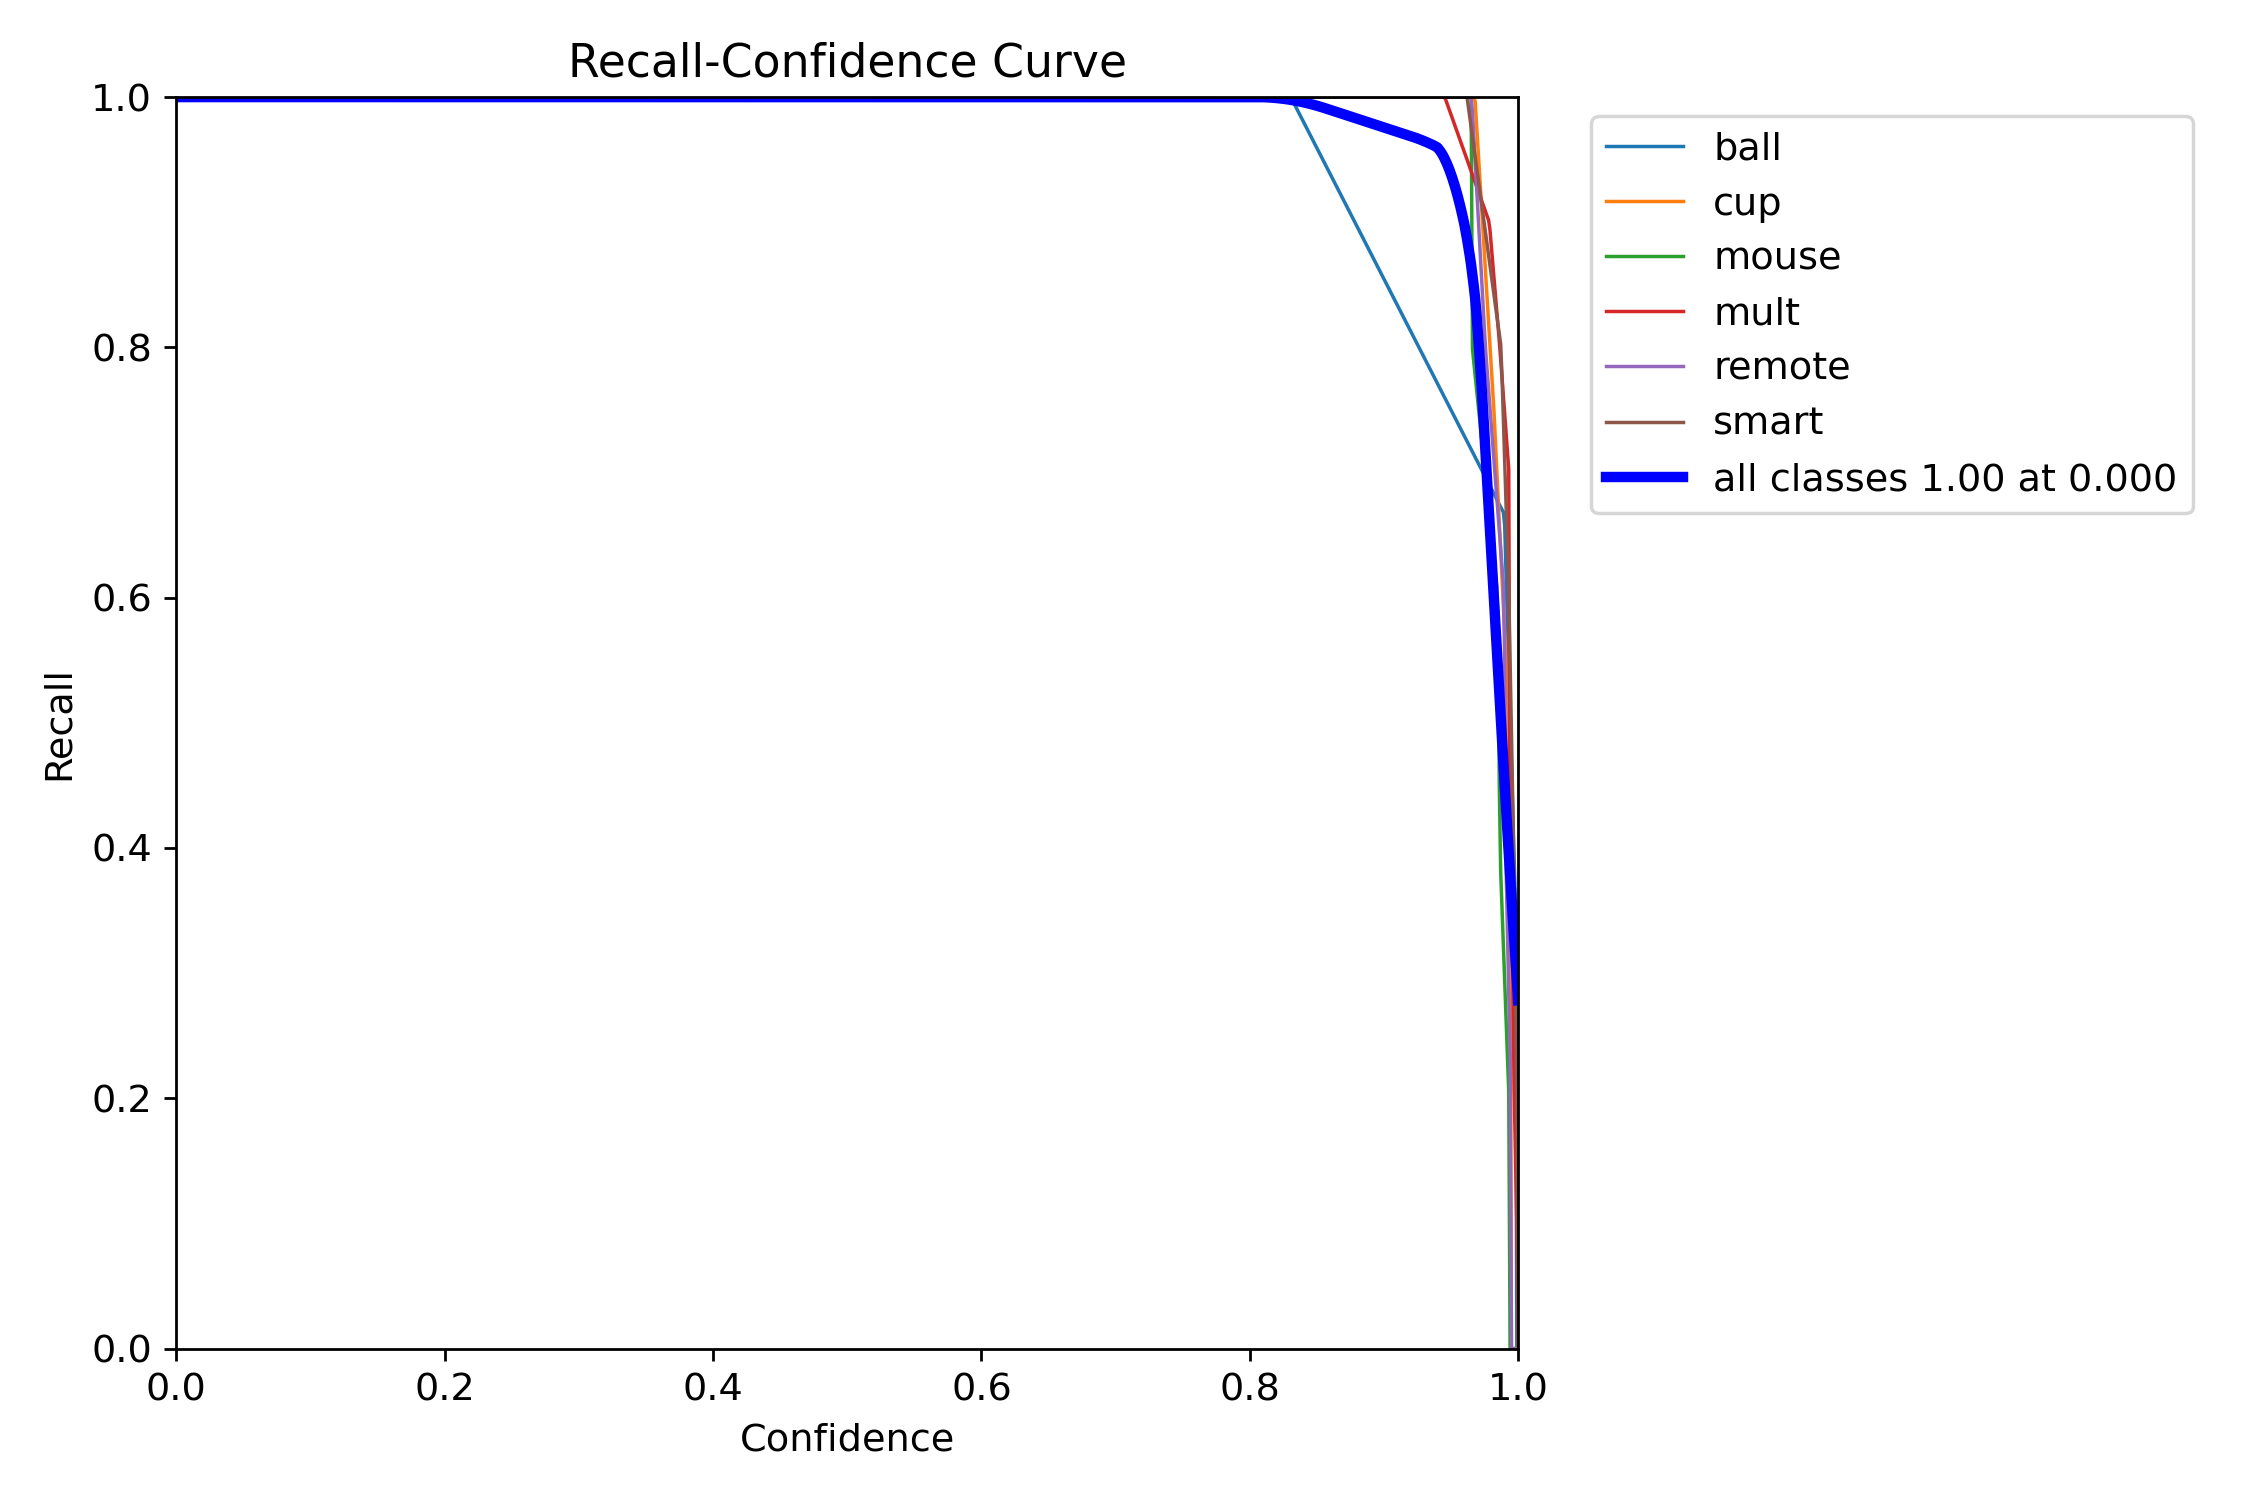 Recall-Confidence Curve
1.0
0.8
0.6
0.4
0.2
0.0
Recall
0.0 0.2 0.4 0.6 0.8 1.0
Confidence
ball
cup
mouse
mult
remote
smart
all classes 1.00 at 0.000